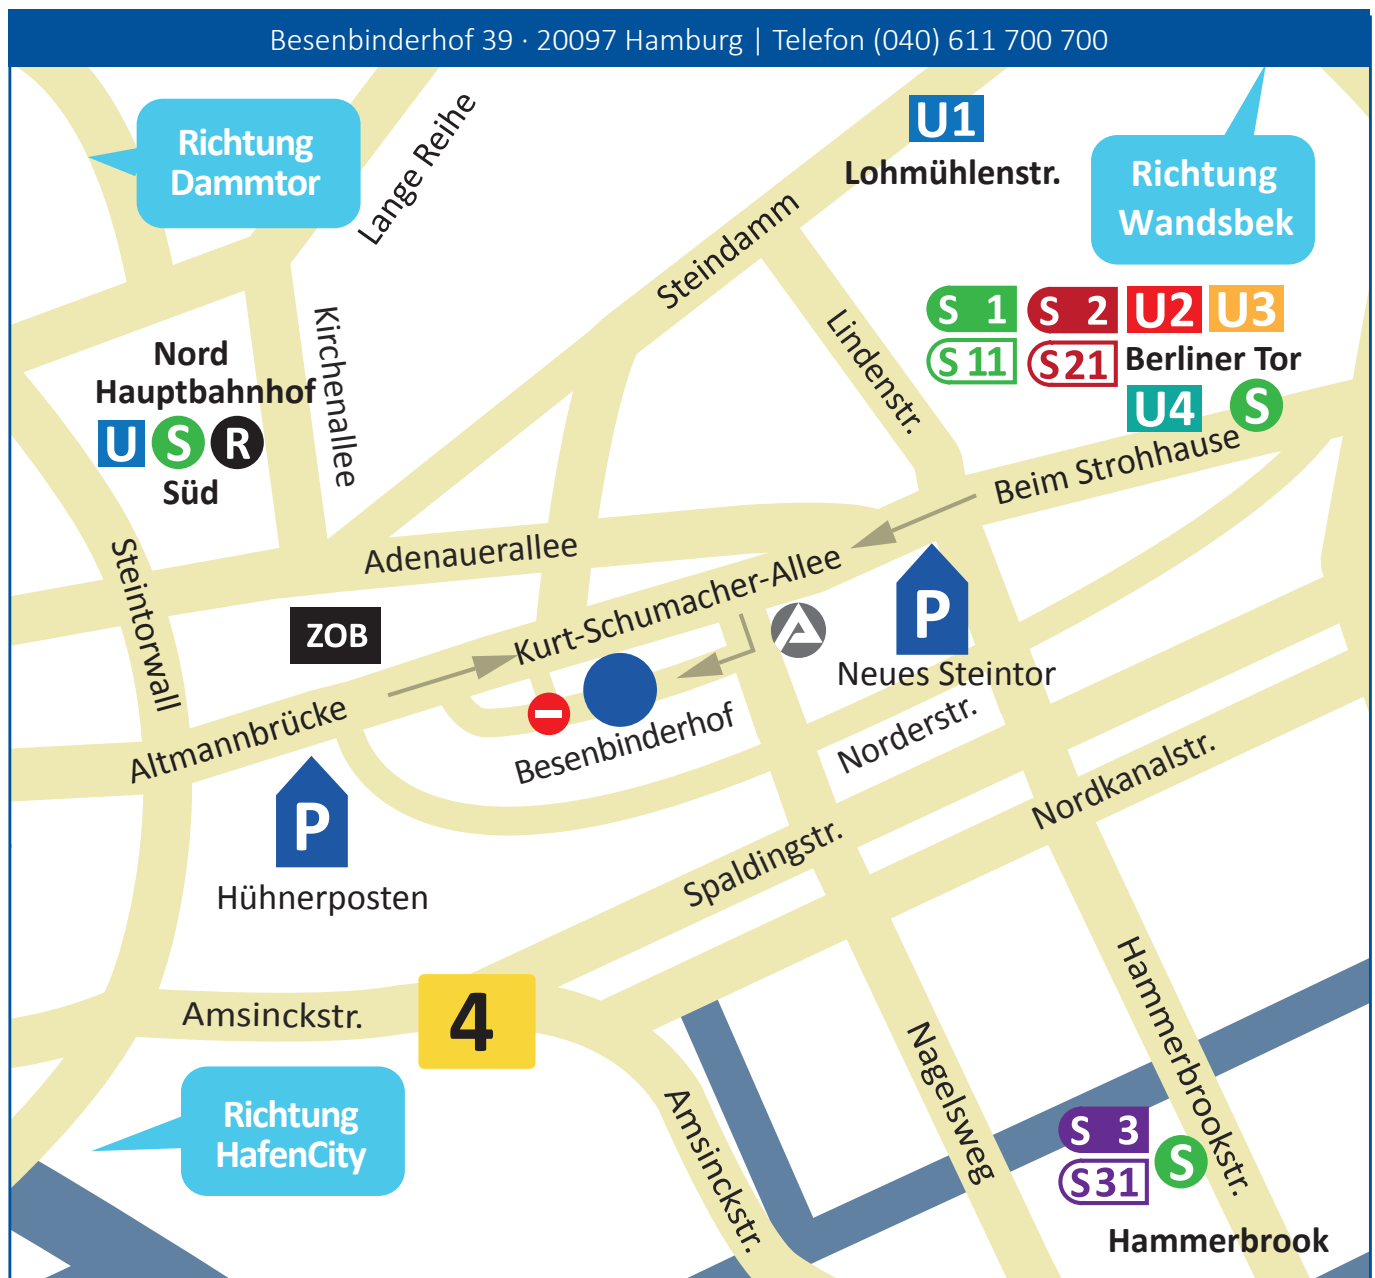 Besenbinderhof 39 · 20097 Hamburg | Telefon (040) 611 700 700
Richtung
Dammtor
Lange Reihe
U1
Lohmühlenstr.
Richtung
Wandsbek
Steindamm
Kirchenallee
Nord
Hauptbahnhof
U S R
Süd
Lindenstr.
S 1
S 2
U2
U3
S 11
S 21
Berliner Tor
U4
S
Beim Strohhause
Steintorwall
Adenauerallee
Kurt-Schumacher-Allee
ZOB
P
Neues Steintor
Altmannbrücke
Besenbinderhof
Norderstr.
Nordkanalstr.
P
Hühnerposten
Spaldingstr.
Amsinckstr.
4
Hammerbrookstr.
Nagelsweg
Amsinckstr.
Richtung
HafenCity
S 3
S 31
S
Hammerbrook